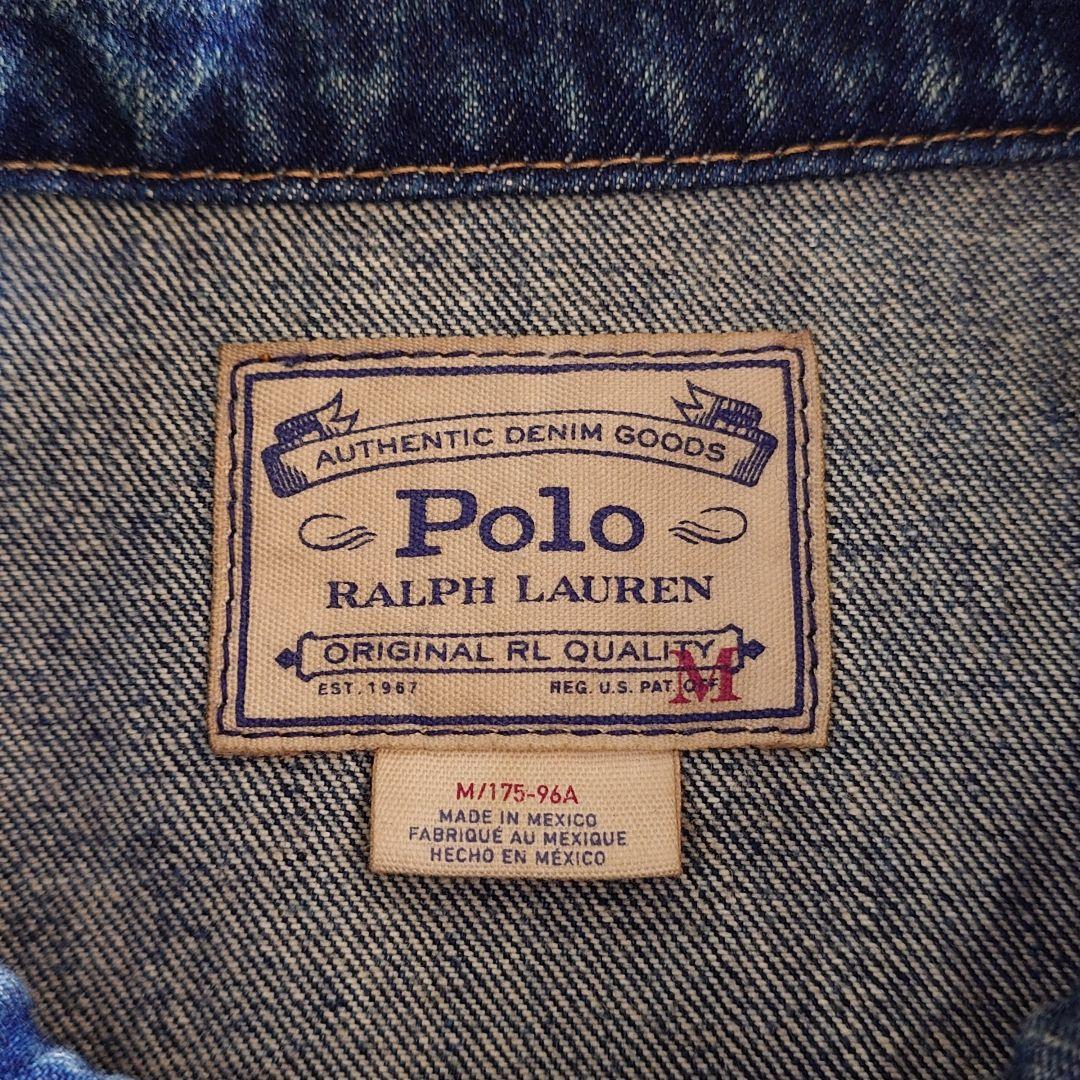 AUTHENTIC DENIM GOODS
Polo
RALPH LAUREN
ORIGINAL RL QUALITY
EST. 1967 REG. U.S. PAT. OFF.
M
M/175-96A
MADE IN MEXICO
FABRIQUÉ AU MEXIQUE
HECHO EN MÉXICO